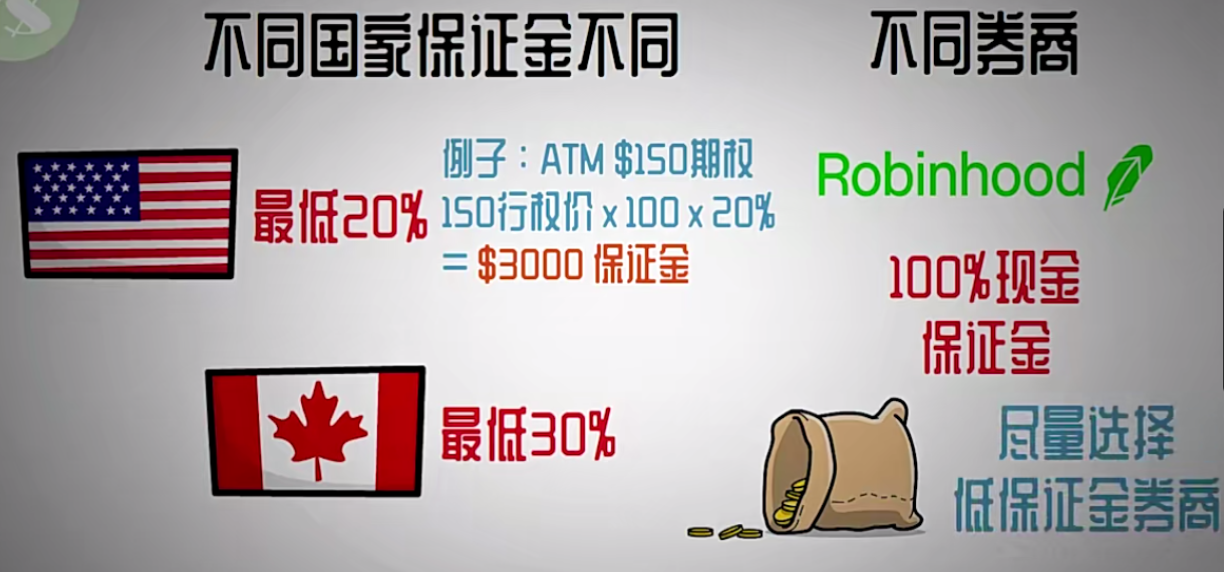 不同国家保证金不同
不同券商
最低20%
例子：ATM $150期权
150行权价 x 100 x 20%
= $3000 保证金
Robinhood
100%现金
保证金
最低30%
尽量选择
低保证金券商
$